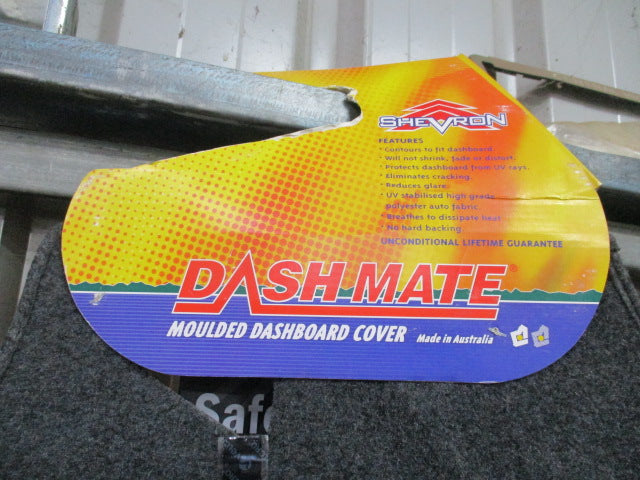 SHEVRON
FEATURES
* Contours to fit dashboard.
* Will not shrink, fade or distort.
* Protects dashboard from UV rays.
* Eliminates cracking.
* Reduces glare.
* UV stabilised high grade
polyester auto fabric.
* Breathes to dissipate heat
* No hard backing
UNCONDITIONAL LIFETIME GUARANTEE
DASH MATE
MOULDED DASHBOARD COVER Made in Australia
Safe